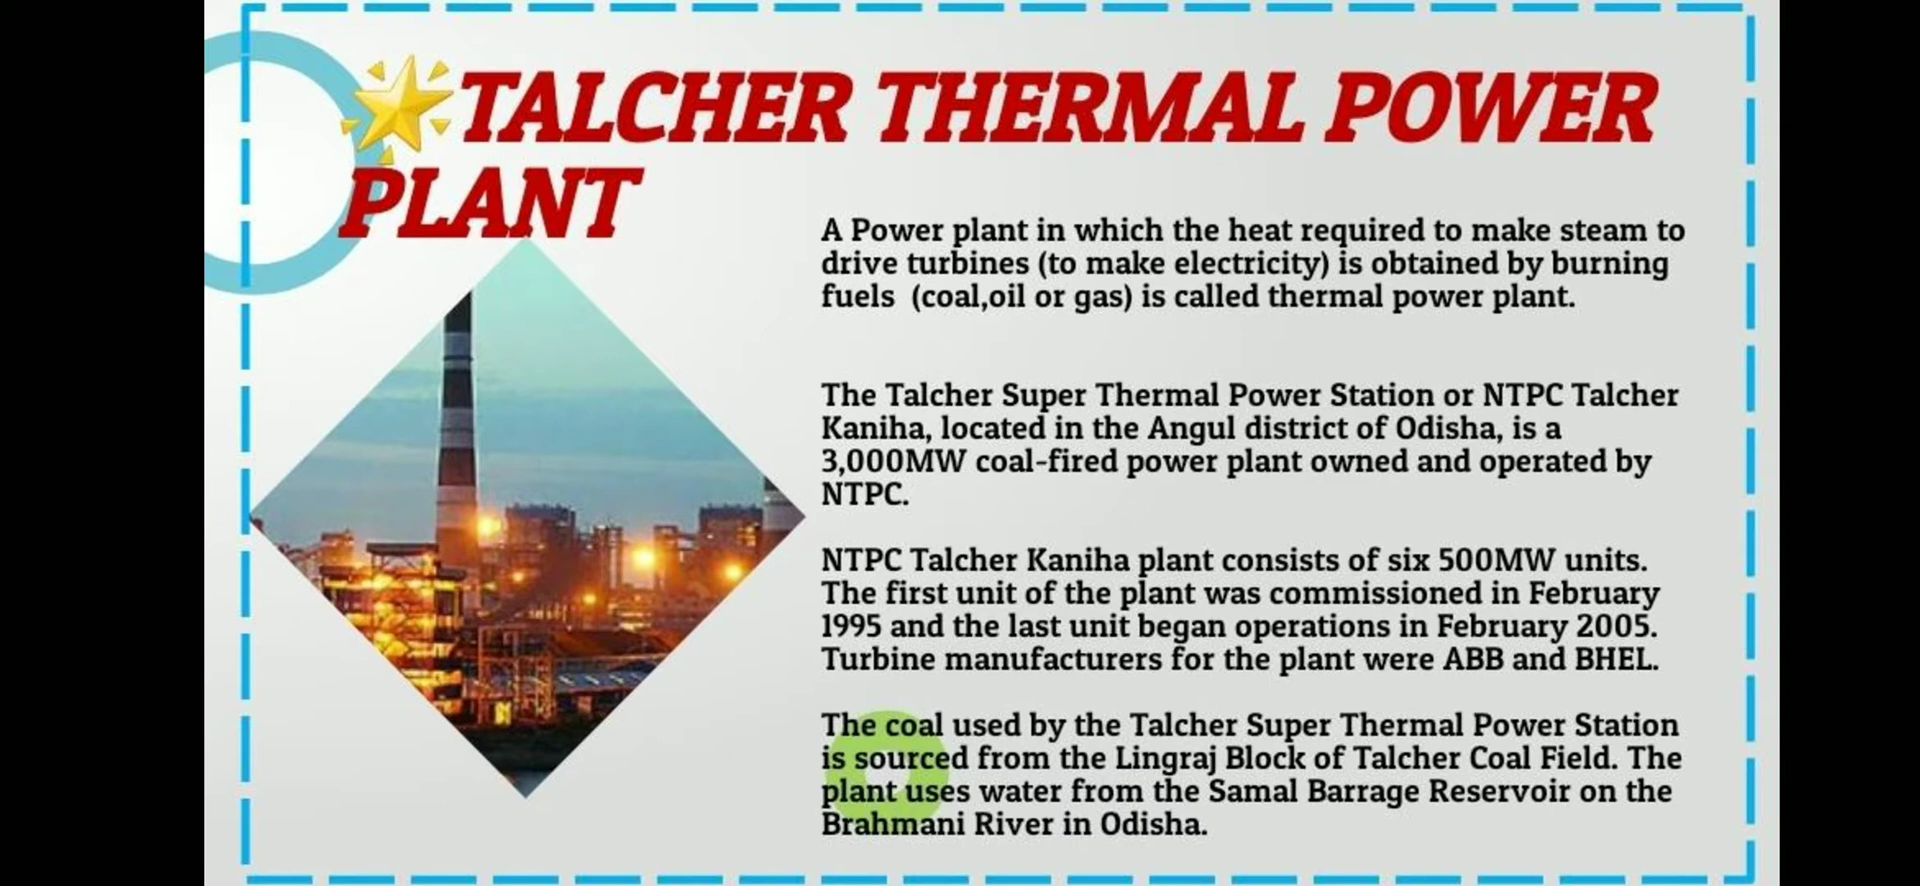 TALCHER THERMAL POWER
PLANT
A Power plant in which the heat required to make steam to
drive turbines (to make electricity) is obtained by burning
fuels (coal,oil or gas) is called thermal power plant.
The Talcher Super Thermal Power Station or NTPC Talcher
Kaniha, located in the Angul district of Odisha, is a
3,000MW coal-fired power plant owned and operated by
NTPC.
NTPC Talcher Kaniha plant consists of six 500MW units.
The first unit of the plant was commissioned in February
1995 and the last unit began operations in February 2005.
Turbine manufacturers for the plant were ABB and BHEL.
The coal used by the Talcher Super Thermal Power Station
is sourced from the Lingraj Block of Talcher Coal Field. The
plant uses water from the Samal Barrage Reservoir on the
Brahmani River in Odisha.